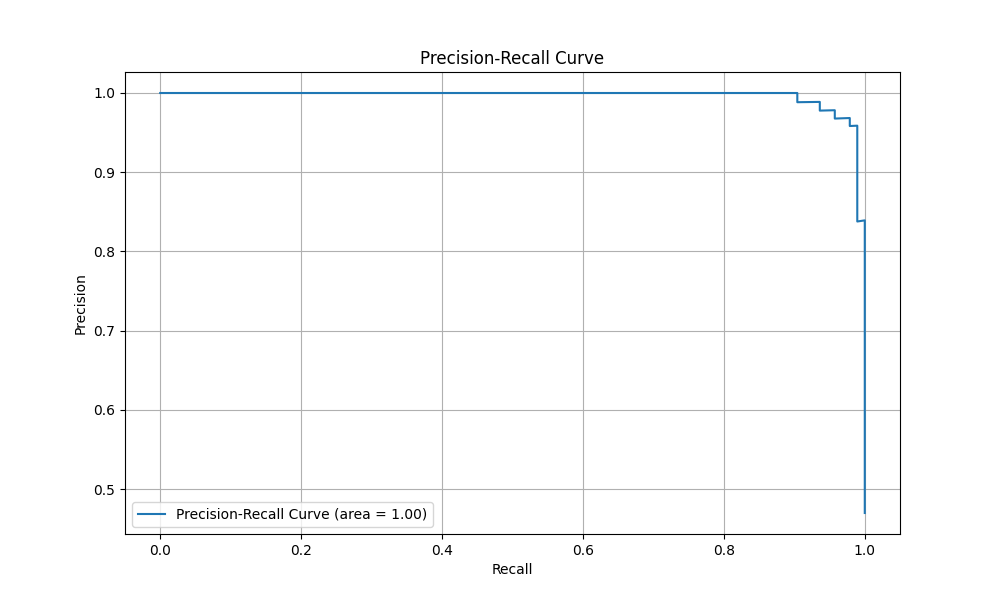 Precision-Recall Curve
1.0
0.9
0.8
0.7
0.6
0.5
Precision
Precision-Recall Curve (area = 1.00)
0.0 0.2 0.4 0.6 0.8 1.0
Recall